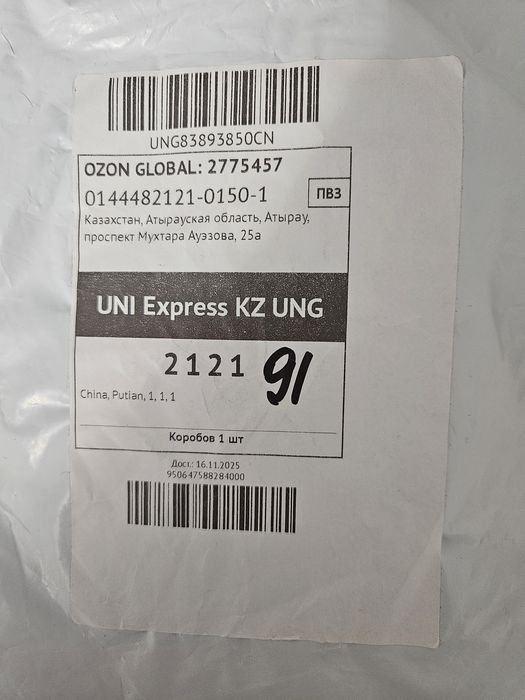 UNG83893850CN
OZON GLOBAL: 2775457
0144482121-0150-1 ПВЗ
Казахстан, Атырауская область, Атырау,
проспект Мухтара Ауэзова, 25а
UNI Express KZ UNG
2121 91
China, Putian, 1, 1, 1
Коробов 1 шт
Дост.: 16.11.2025
950647588284000